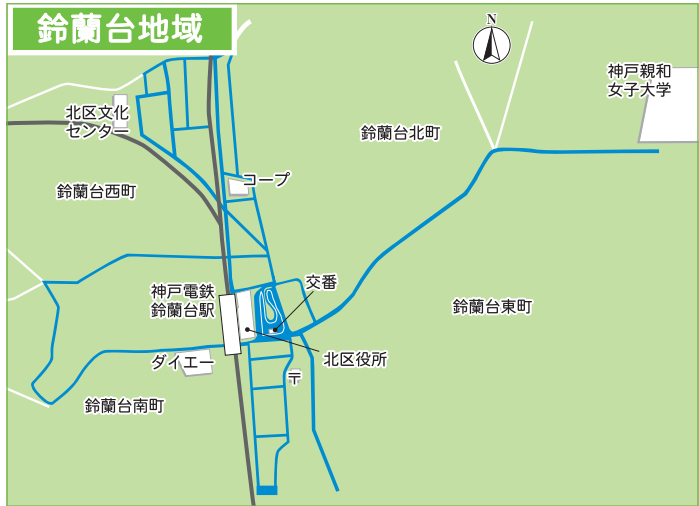 鈴蘭台地域
N
神戸親和
女子大学
北区文化
センター
鈴蘭台北町
コープ
鈴蘭台西町
神戸電鉄
鈴蘭台駅
交番
鈴蘭台東町
ダイエー
北区役所
〒
鈴蘭台南町